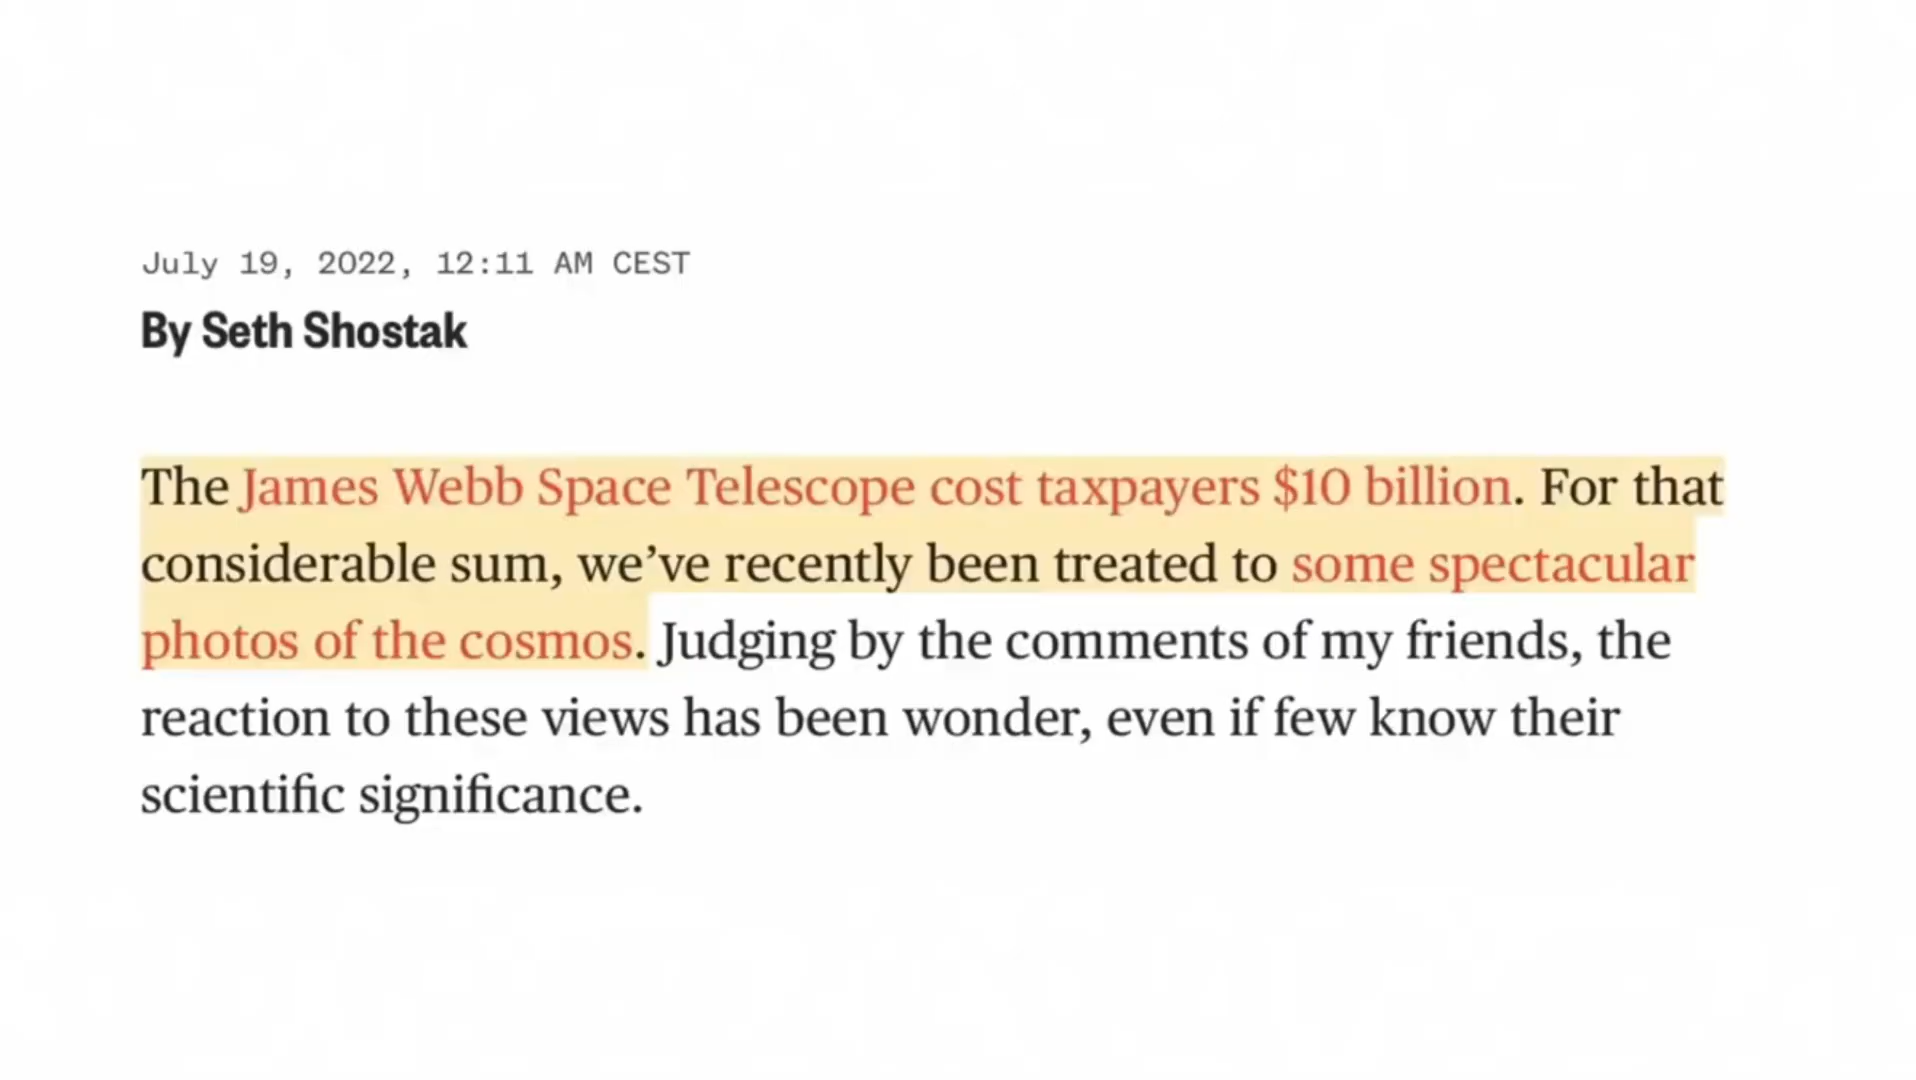 July 19, 2022, 12:11 AM CEST
By Seth Shostak
The James Webb Space Telescope cost taxpayers $10 billion. For that
considerable sum, we’ve recently been treated to some spectacular
photos of the cosmos. Judging by the comments of my friends, the
reaction to these views has been wonder, even if few know their
scientific significance.